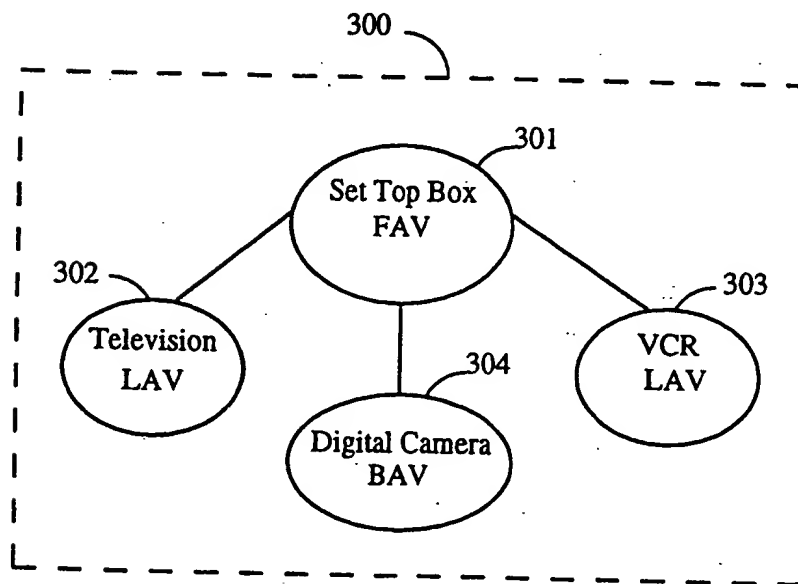 300
301
Set Top Box
FAV
302
303
Television
LAV
VCR
LAV
304
Digital Camera
BAV